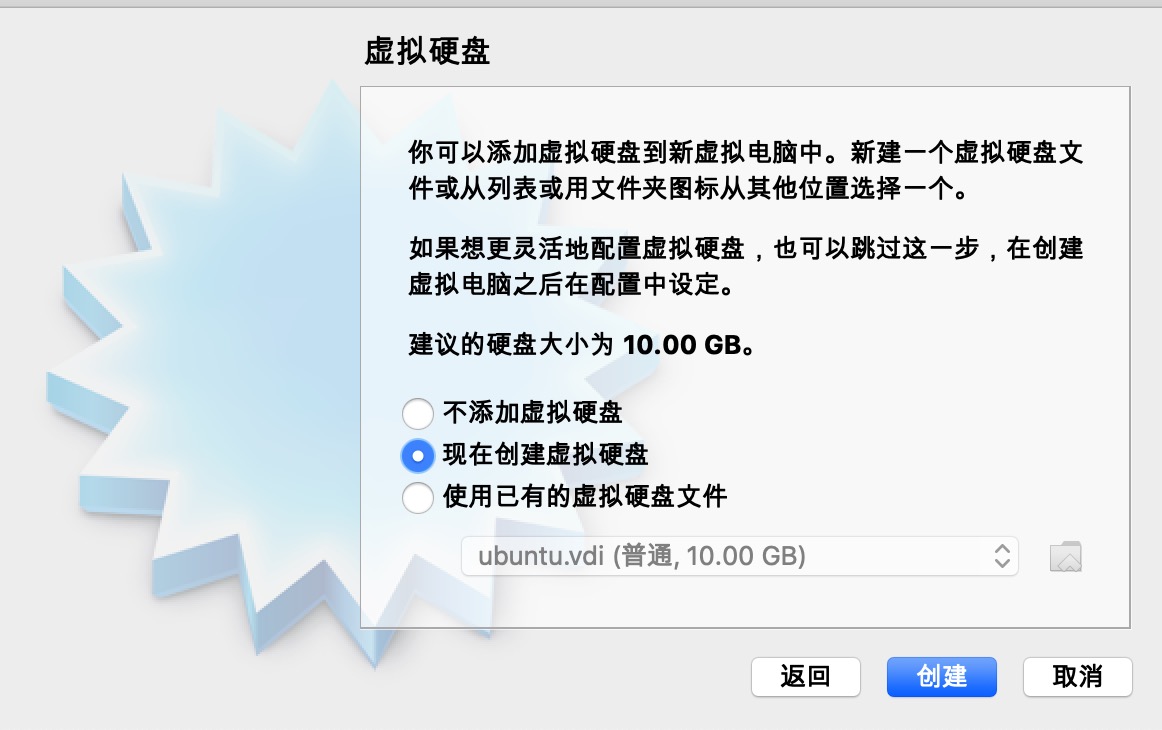 虚拟硬盘
你可以添加虚拟硬盘到新虚拟电脑中。新建一个虚拟硬盘文
件或从列表或用文件夹图标从其他位置选择一个。
如果想更灵活地配置虚拟硬盘，也可以跳过这一步，在创建
虚拟电脑之后在配置中设定。
建议的硬盘大小为 10.00 GB。
不添加虚拟硬盘
现在创建虚拟硬盘
使用已有的虚拟硬盘文件
ubuntu.vdi (普通, 10.00 GB)
返回 创建 取消